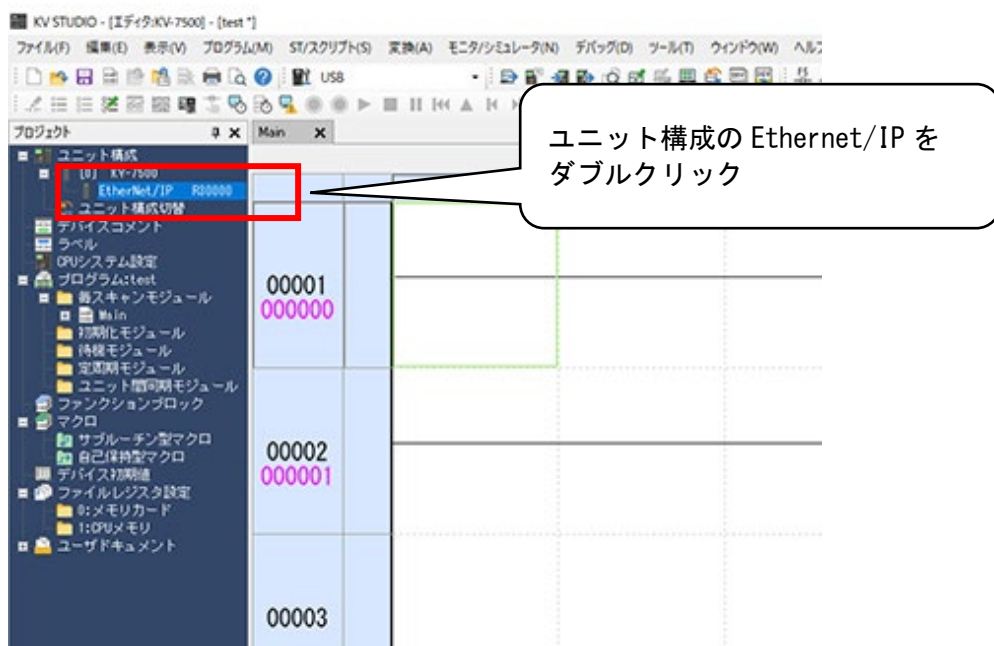 KV STUDIO - [エディタ:KV-7500] - [test *]
ファイル(F) 編集(E) 表示(V) プログラム(M) ST/スクリプト(S) 変換(A) モニタ/シミュレータ(N) デバッグ(D) ツール(T) ウィンドウ(W) ヘル
USB
プロジェクト
Main
ユニット構成
[0] KV-7500
EtherNet/IP R30000
ユニット構成切替
デバイスコメント
ラベル
CPUシステム設定
プログラム:test
毎スキャンモジュール
Main
初期化モジュール
待機モジュール
定周期モジュール
ユニット間同期モジュール
ファンクションブロック
マクロ
サブルーチン型マクロ
自己保持型マクロ
デバイス初期値
ファイルレジスタ設定
0:メモリカード
1:CPUメモリ
ユーザドキュメント
ユニット構成の Ethernet/IP を
ダブルクリック
00001
000000
00002
000001
00003